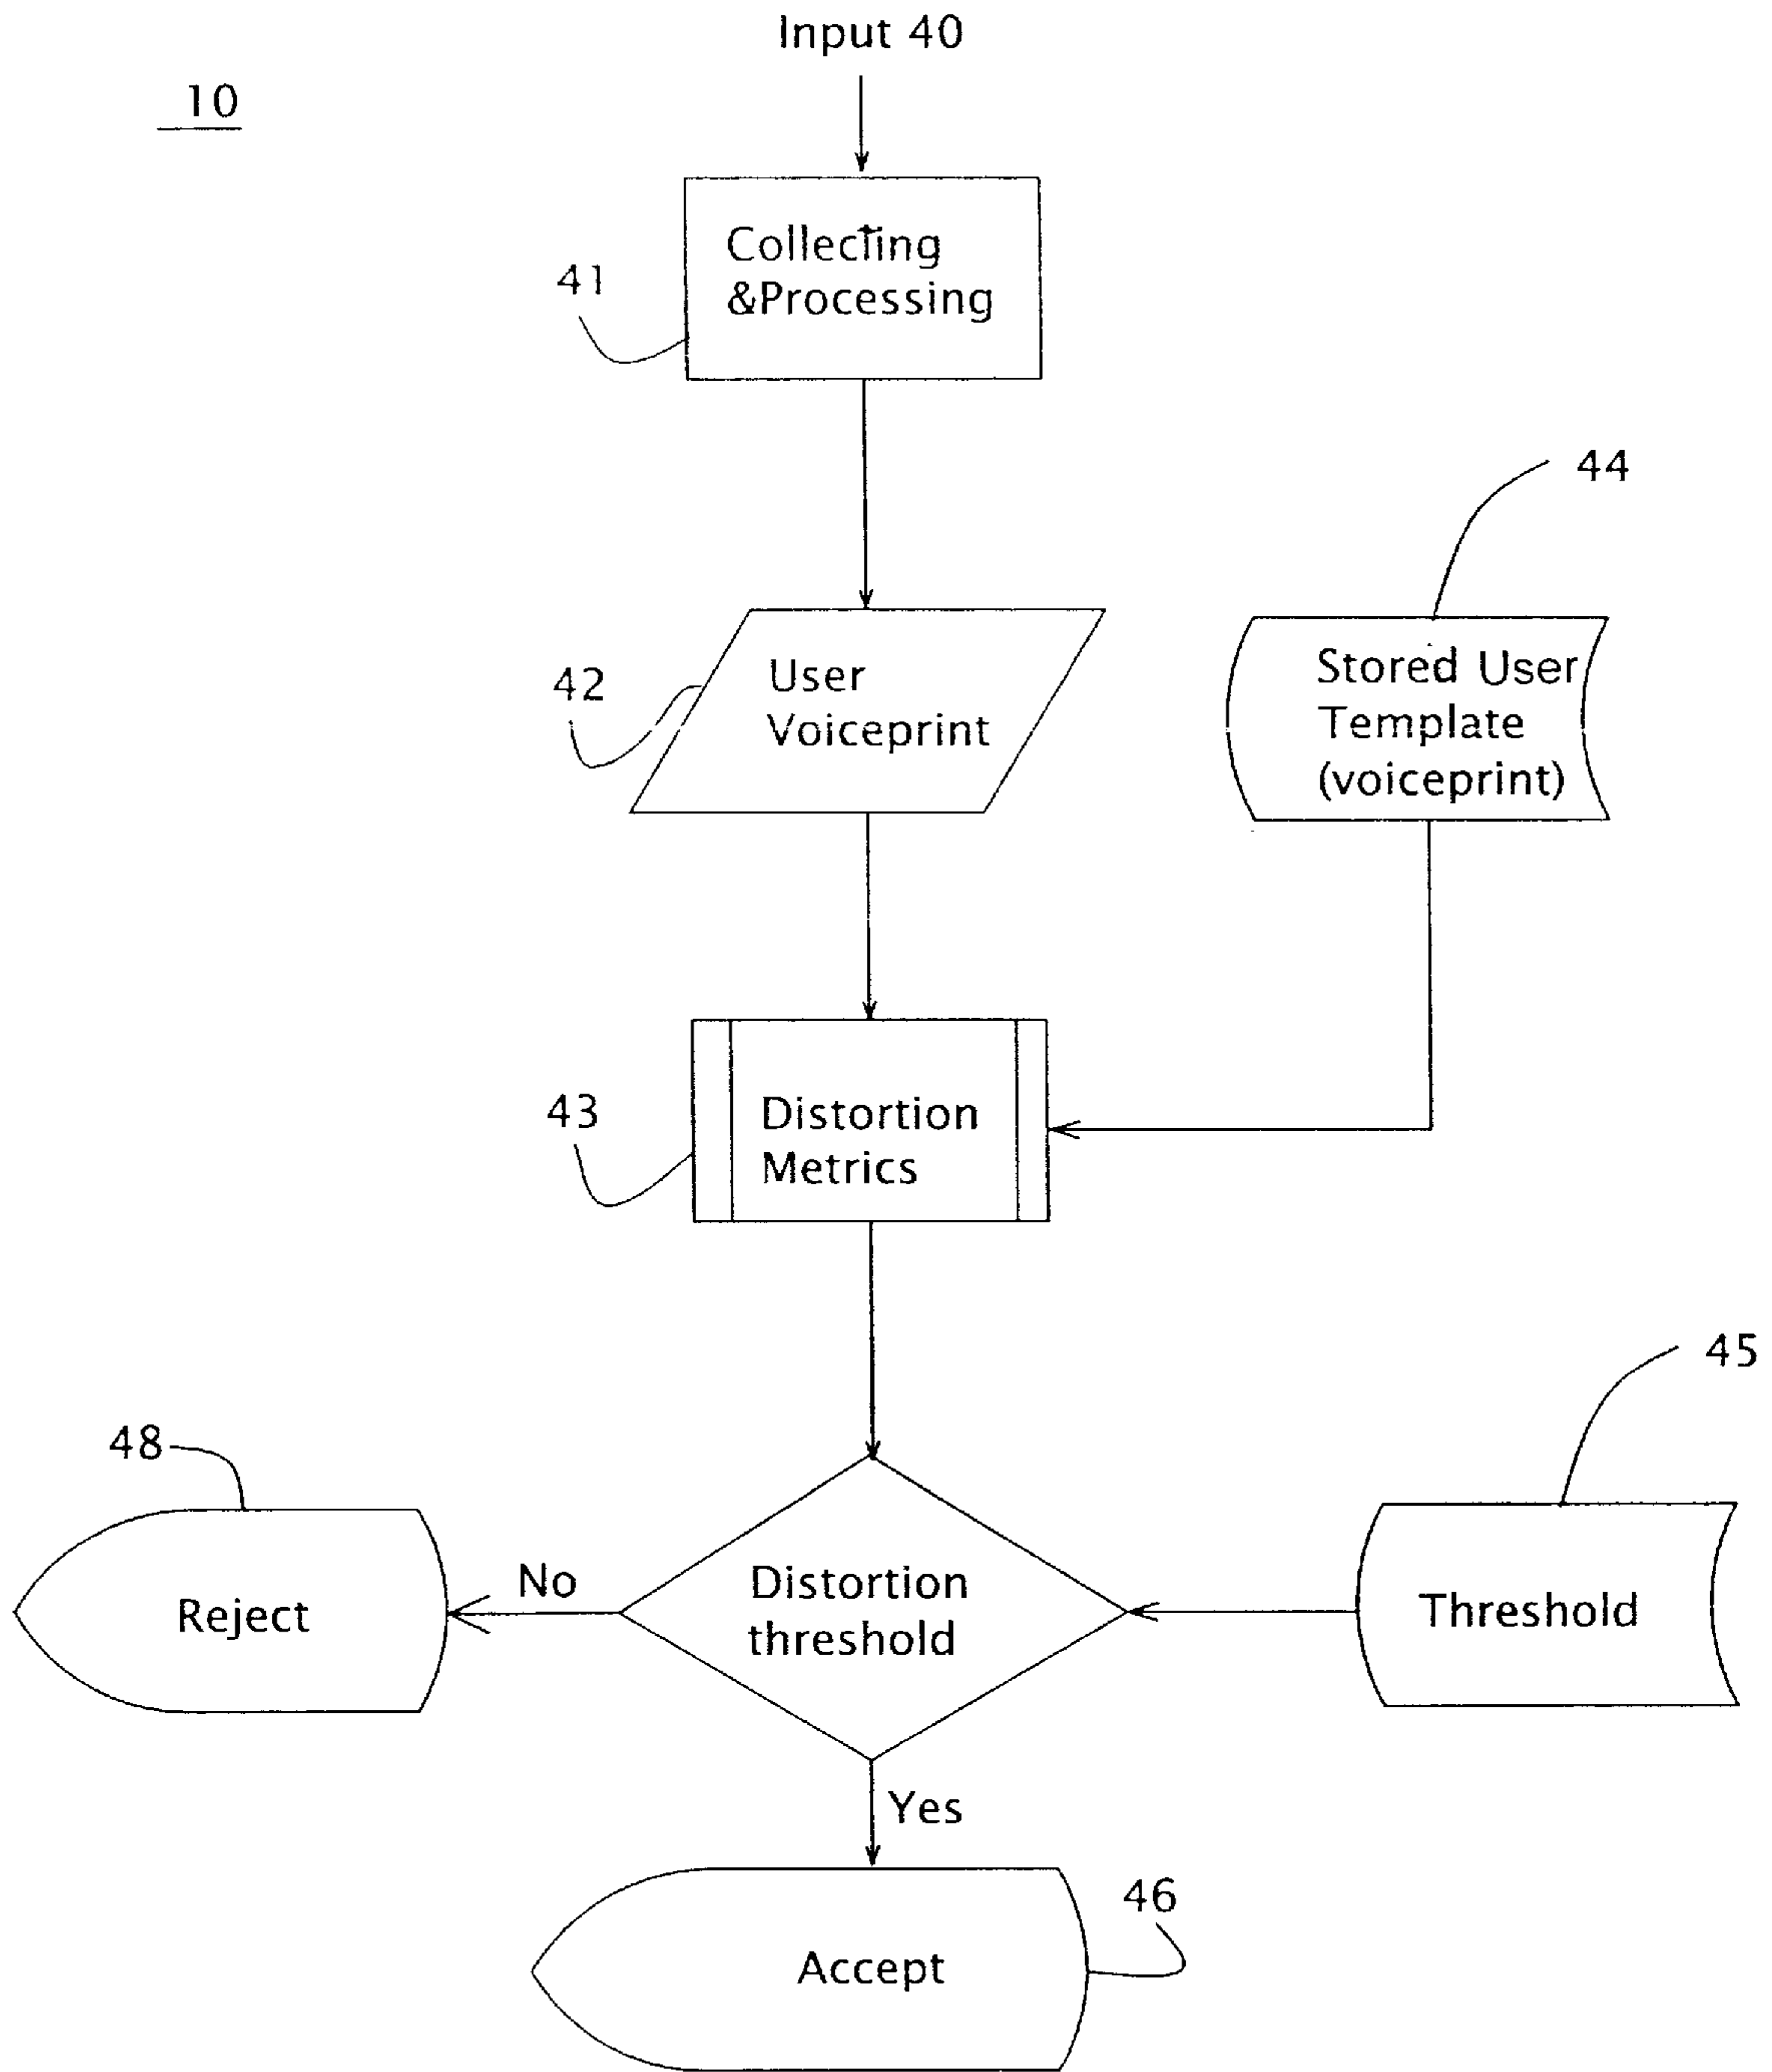 Input 40
10
Collecting
&Processing
41
44
User
Voiceprint
42
Stored User
Template
(voiceprint)
43
Distortion
Metrics
45
48
Reject
No
Distortion
threshold
Threshold
Yes
46
Accept